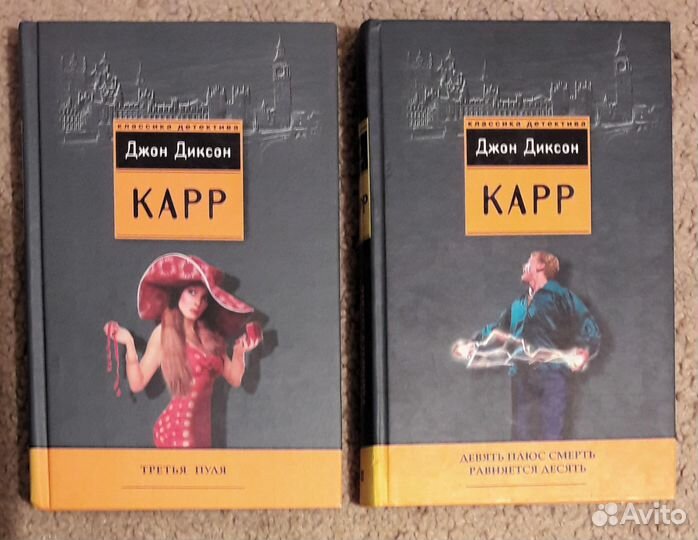 классика детектива
Джон Диксон
КАРР
ТРЕТЬЯ ПУЛЯ
классика детектива
Джон Диксон
КАРР
ДЕВЯТЬ ПЛЮС СМЕРТЬ
РАВНЯЕТСЯ ДЕСЯТЬ
Avito